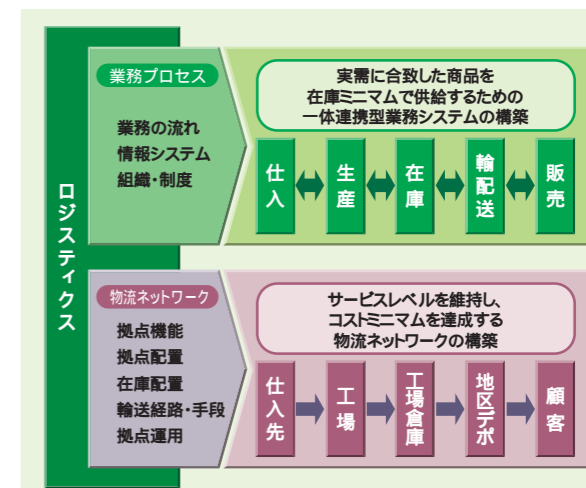 ロジスティクス
業務プロセス
業務の流れ
情報システム
組織・制度
実需に合致した商品を
在庫ミニマムで供給するための
一体連携型業務システムの構築
仕入
生産
在庫
輸配送
販売
物流ネットワーク
拠点機能
拠点配置
在庫配置
輸送経路・手段
拠点運用
サービスレベルを維持し、
コストミニマムを達成する
物流ネットワークの構築
仕入先
工場
工場倉庫
地区デポ
顧客